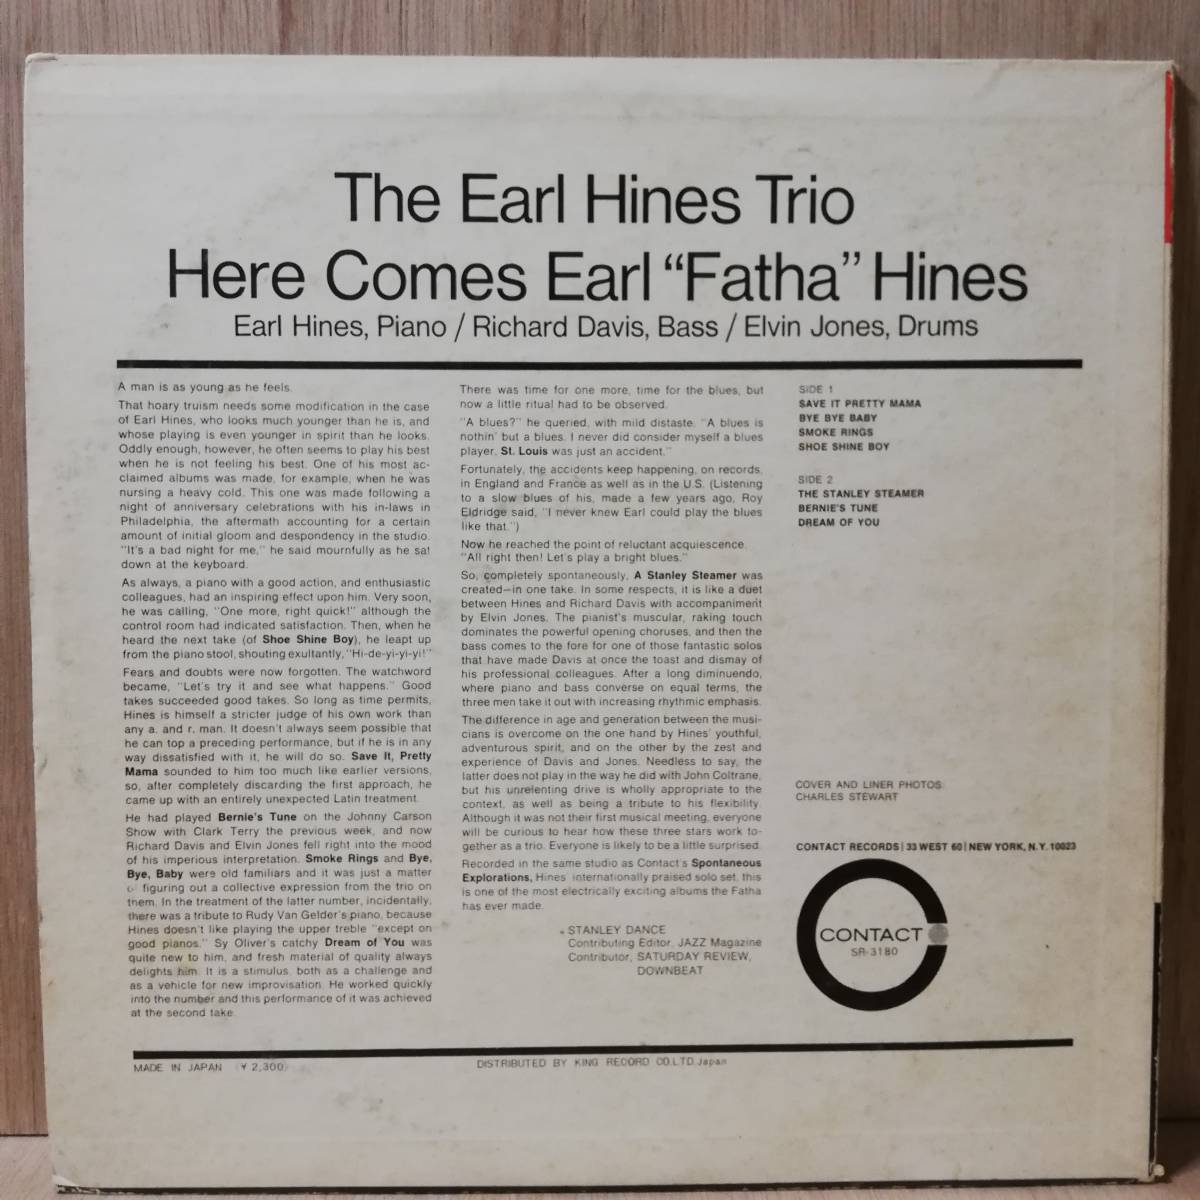 The Earl Hines Trio
Here Comes Earl “Fatha” Hines
Earl Hines, Piano / Richard Davis, Bass / Elvin Jones, Drums
A man is as young as he feels.
That hoary truism needs some modification in the case
of Earl Hines, who looks much younger than he is, and
whose playing is even younger in spirit than he looks.
Oddly enough, however, he often seems to play his best
when he is not feeling his best. One of his most ac-
claimed albums was made, for example, when he was
nursing a heavy cold. This one was made following a
night of anniversary celebrations with his in-laws in
Philadelphia, the aftermath accounting for a certain
amount of initial gloom and despondency in the studio.
"It's a bad night for me," he said mournfully as he sat
down at the keyboard.
As always, a piano with a good action, and enthusiastic
colleagues, had an inspiring effect upon him. Very soon,
he was calling, "One more, right quick!" although the
control room had indicated satisfaction. Then, when he
heard the next take (of Shoe Shine Boy), he leapt up
from the piano stool, shouting exultantly, "Hi-de-yi-yi-yi!"
Fears and doubts were now forgotten. The watchword
became, "Let's try it and see what happens." Good
takes succeeded good takes. So long as time permits,
Hines is himself a stricter judge of his own work than
any a. and r. man. It doesn't always seem possible that
he can top a preceding performance, but if he is in any
way dissatisfied with it, he will do so. Save It, Pretty
Mama sounded to him too much like earlier versions,
so, after completely discarding the first approach, he
came up with an entirely unexpected Latin treatment.
He had played Bernie's Tune on the Johnny Carson
Show with Clark Terry the previous week, and now
Richard Davis and Elvin Jones fell right into the mood
of his imperious interpretation. Smoke Rings and Bye,
Bye, Baby were old familiars and it was just a matter
figuring out a collective expression from the trio on
them. In the treatment of the latter number, incidentally,
there was a tribute to Rudy Van Gelder's piano, because
Hines doesn't like playing the upper treble "except on
good pianos." Sy Oliver's catchy Dream of You was
quite new to him, and fresh material of quality always
delights him. It is a stimulus, both as a challenge and
as a vehicle for new improvisation. He worked quickly
into the number and this performance of it was achieved
at the second take.
There was time for one more, time for the blues, but
now a little ritual had to be observed.
"A blues?" he queried, with mild distaste. "A blues is
nothin' but a blues. I never did consider myself a blues
player. St. Louis was just an accident."
Fortunately, the accidents keep happening, on records,
in England and France as well as in the U.S. (Listening
to a slow blues of his, made a few years ago, Roy
Eldridge said, "I never knew Earl could play the blues
like that.")
Now he reached the point of reluctant acquiescence.
"All right then! Let's play a bright blues."
So, completely spontaneously, A Stanley Steamer was
created—in one take. In some respects, it is like a duet
between Hines and Richard Davis with accompaniment
by Elvin Jones. The pianist's muscular, raking touch
dominates the powerful opening choruses, and then the
bass comes to the fore for one of those fantastic solos
that have made Davis at once the toast and dismay of
his professional colleagues. After a long diminuendo,
where piano and bass converse on equal terms, the
three men take it out with increasing rhythmic emphasis.
The difference in age and generation between the musi-
cians is overcome on the one hand by Hines' youthful,
adventurous spirit, and on the other by the zest and
experience of Davis and Jones. Needless to say, the
latter does not play in the way he did with John Coltrane,
but his unrelenting drive is wholly appropriate to the
context, as well as being a tribute to his flexibility.
Although it was not their first musical meeting, everyone
will be curious to hear how these three stars work to-
gether as a trio. Everyone is likely to be a little surprised.
Recorded in the same studio as Contact's Spontaneous
Explorations, Hines' internationally praised solo set, this
is one of the most electrically exciting albums the Fatha
has ever made.
STANLEY DANCE
Contributing Editor, JAZZ Magazine
Contributor, SATURDAY REVIEW,
DOWNBEAT
SIDE 1
SAVE IT PRETTY MAMA
BYE BYE BABY
SMOKE RINGS
SHOE SHINE BOY
SIDE 2
THE STANLEY STEAMER
BERNIE'S TUNE
DREAM OF YOU
COVER AND LINER PHOTOS:
CHARLES STEWART
CONTACT RECORDS | 33 WEST 60 | NEW YORK, N.Y. 10023
CONTACT
SR-3180
MADE IN JAPAN (¥ 2,300)
DISTRIBUTED BY KING RECORD CO.LTD.Japan